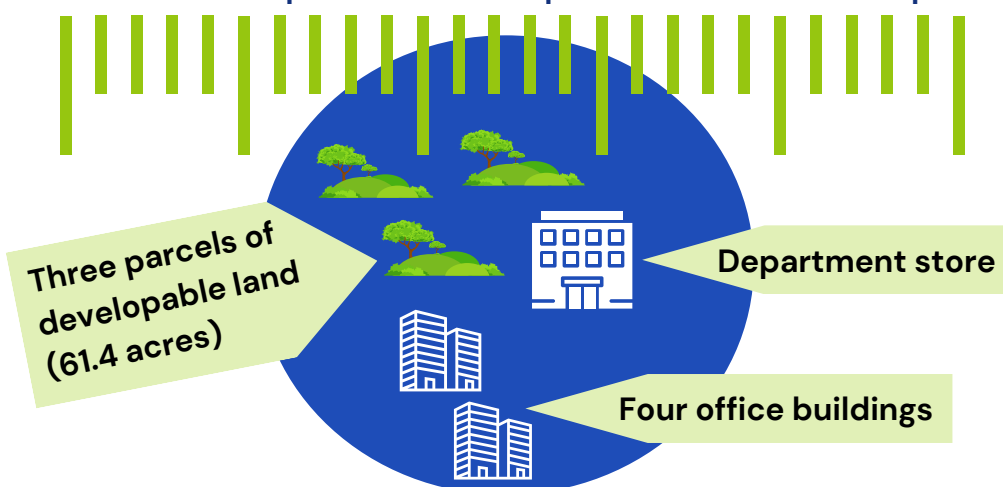 Three parcels of
developable land
(61.4 acres)
Department store
Four office buildings